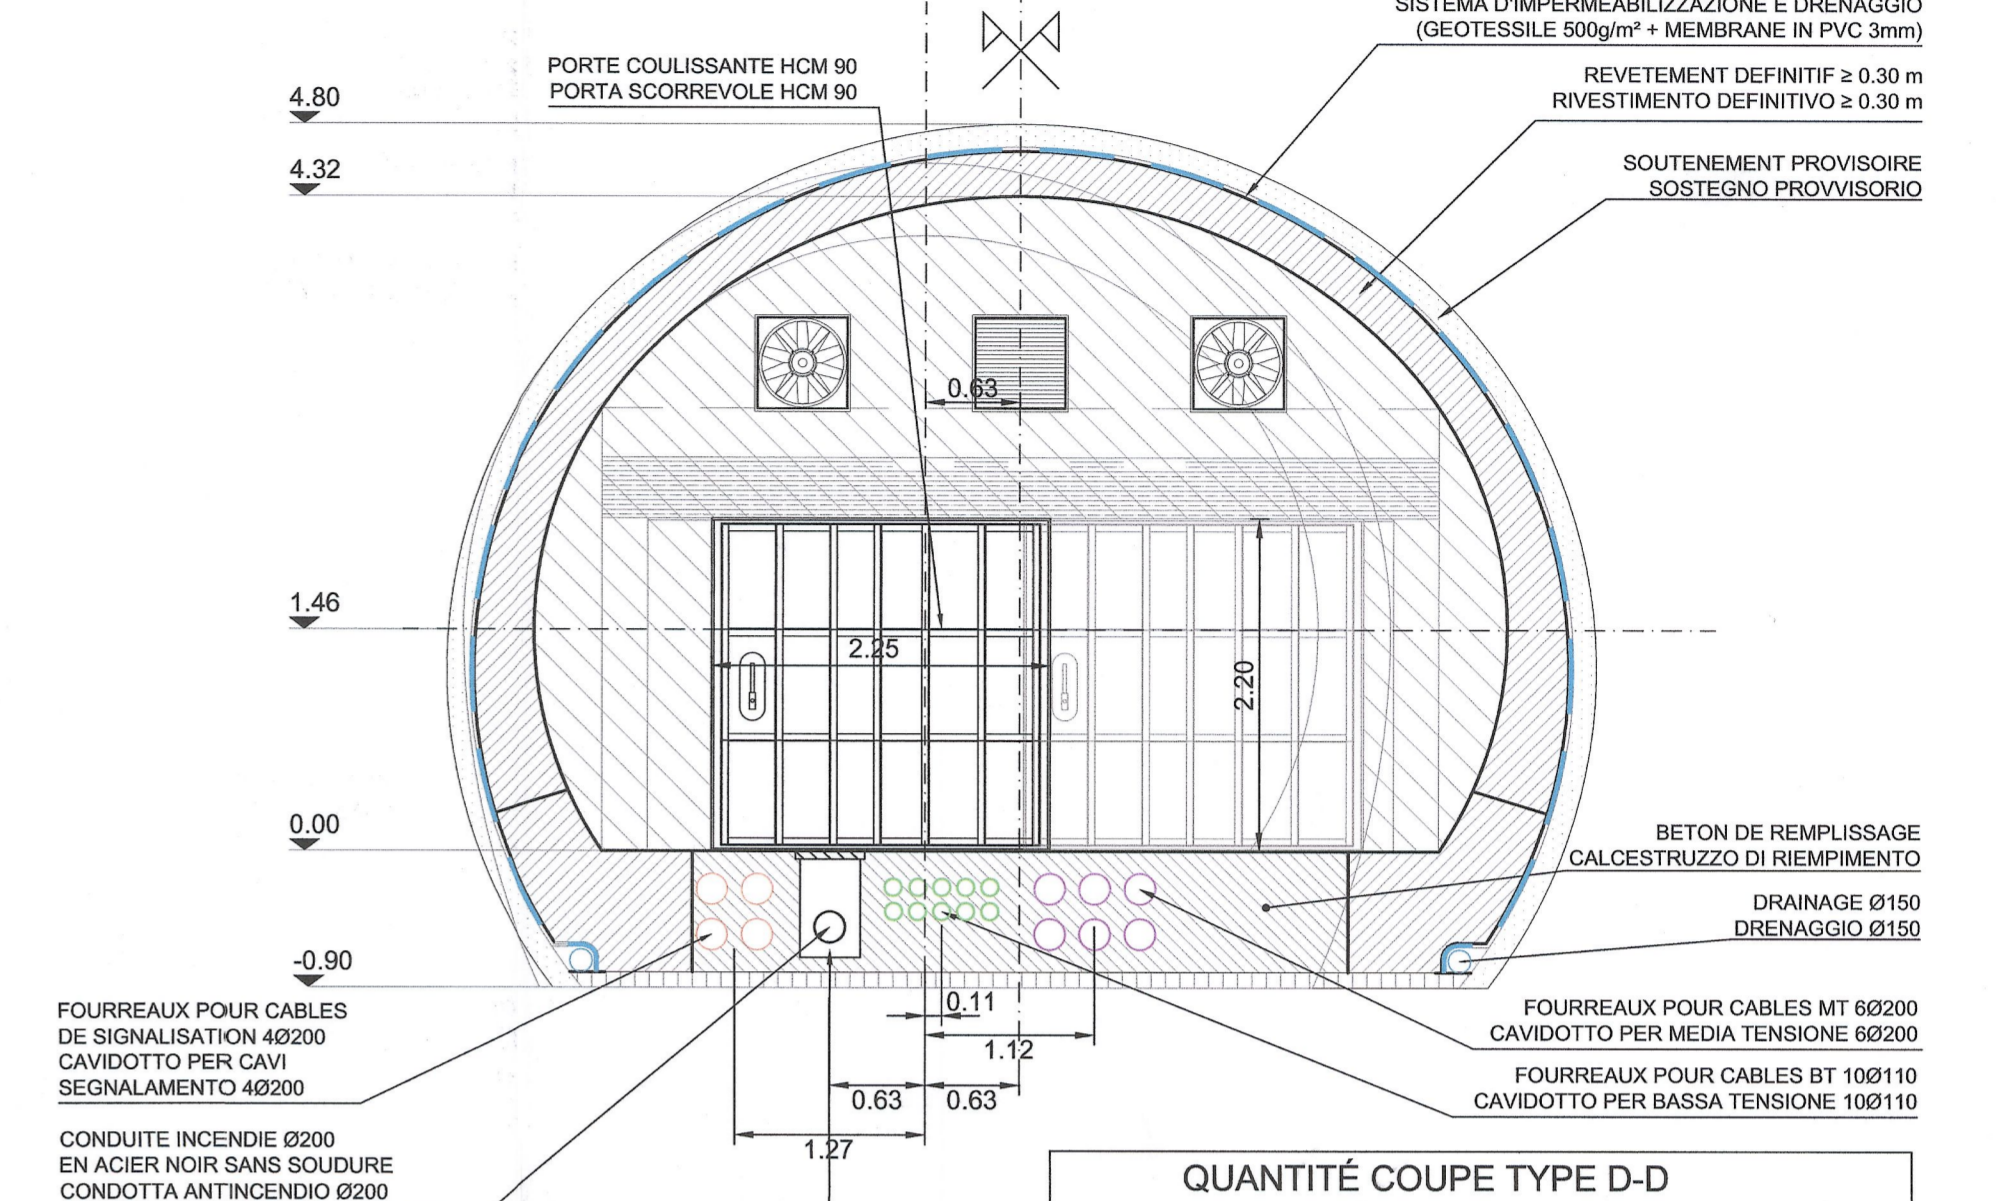 SISTEMA D'IMPERMEABILIZZAZIONE E DRENAGGIO
(GEOTESSILE 500g/m² + MEMBRANE IN PVC 3mm)
PORTE COULISSANTE HCM 90
PORTA SCORREVOLE HCM 90
REVETEMENT DEFINITIF ≥ 0.30 m
RIVESTIMENTO DEFINITIVO ≥ 0.30 m
4.80
4.32
SOUTENEMENT PROVISOIRE
SOSTEGNO PROVVISORIO
0.63
1.46
2.25
2.20
0.00
BETON DE REMPLISSAGE
CALCESTRUZZO DI RIEMPIMENTO
DRAINAGE Ø150
DRENAGGIO Ø150
-0.90
FOURREAUX POUR CABLES
DE SIGNALISATION 4Ø200
CAVIDOTTO PER CAVI
SEGNALAMENTO 4Ø200
0.11
1.12
FOURREAUX POUR CABLES MT 6Ø200
CAVIDOTTO PER MEDIA TENSIONE 6Ø200
0.63
0.63
FOURREAUX POUR CABLES BT 10Ø110
CAVIDOTTO PER BASSA TENSIONE 10Ø110
1.27
CONDUITE INCENDIE Ø200
EN ACIER NOIR SANS SOUDURE
CONDOTTA ANTINCENDIO Ø200
QUANTITÉ COUPE TYPE D-D